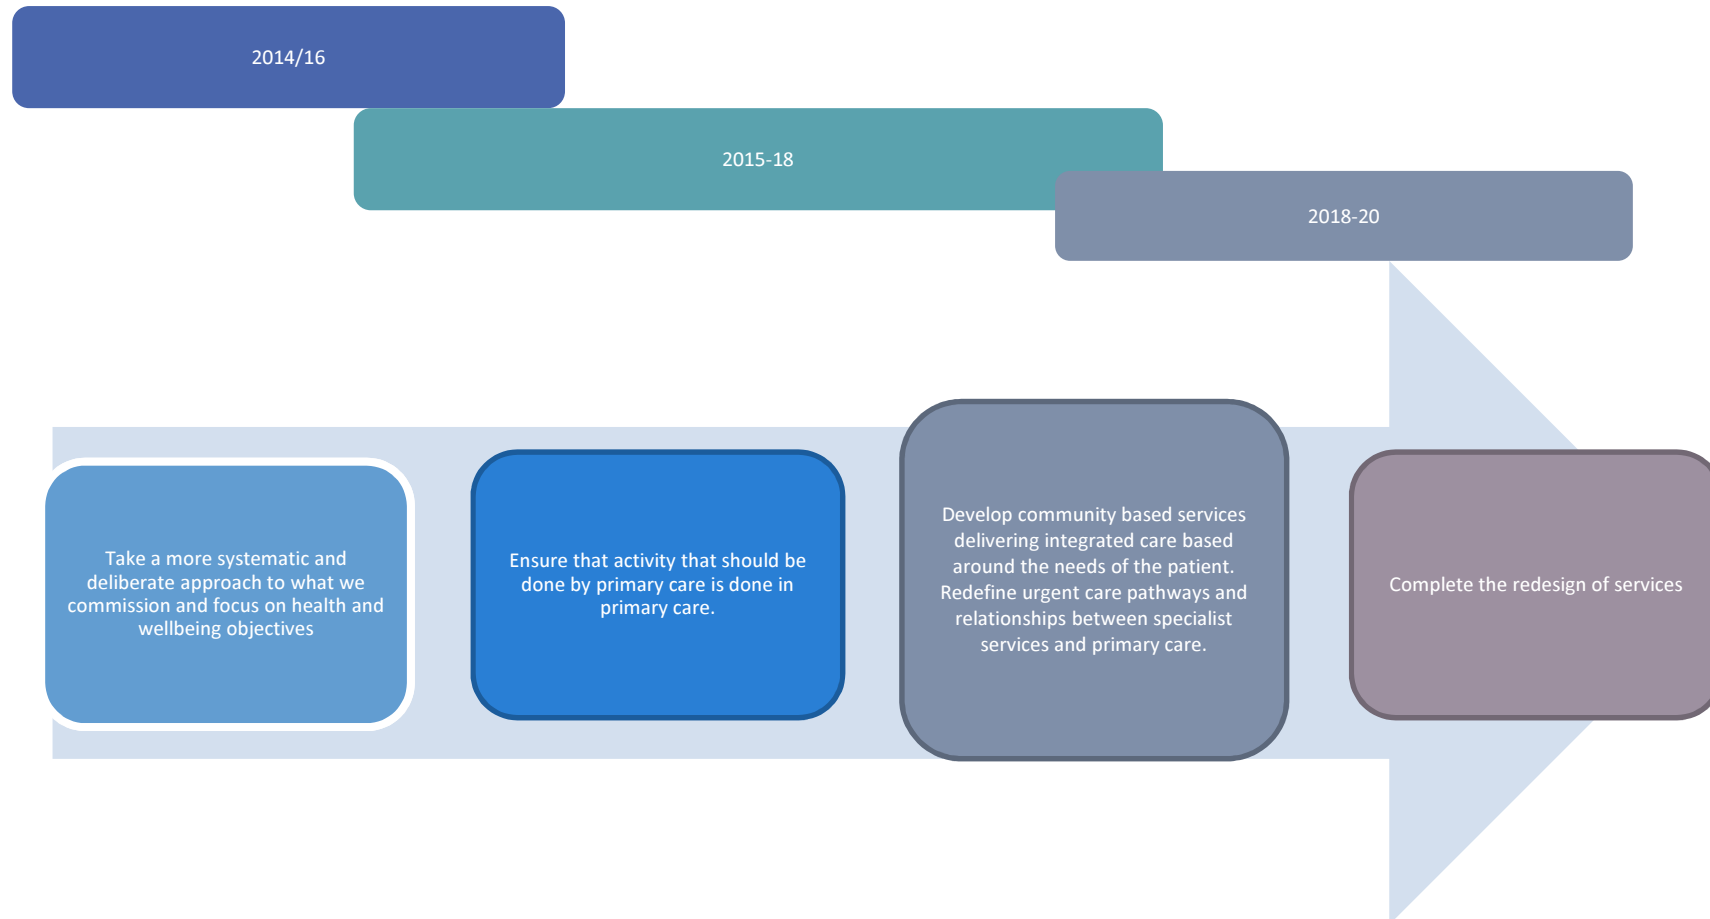 2014/16
2015-18
2018-20
Take a more systematic and
deliberate approach to what we
commission and focus on health and
wellbeing objectives
Ensure that activity that should be
done by primary care is done in
primary care.
Develop community based services
delivering integrated care based
around the needs of the patient.
Redefine urgent care pathways and
relationships between specialist
services and primary care.
Complete the redesign of services